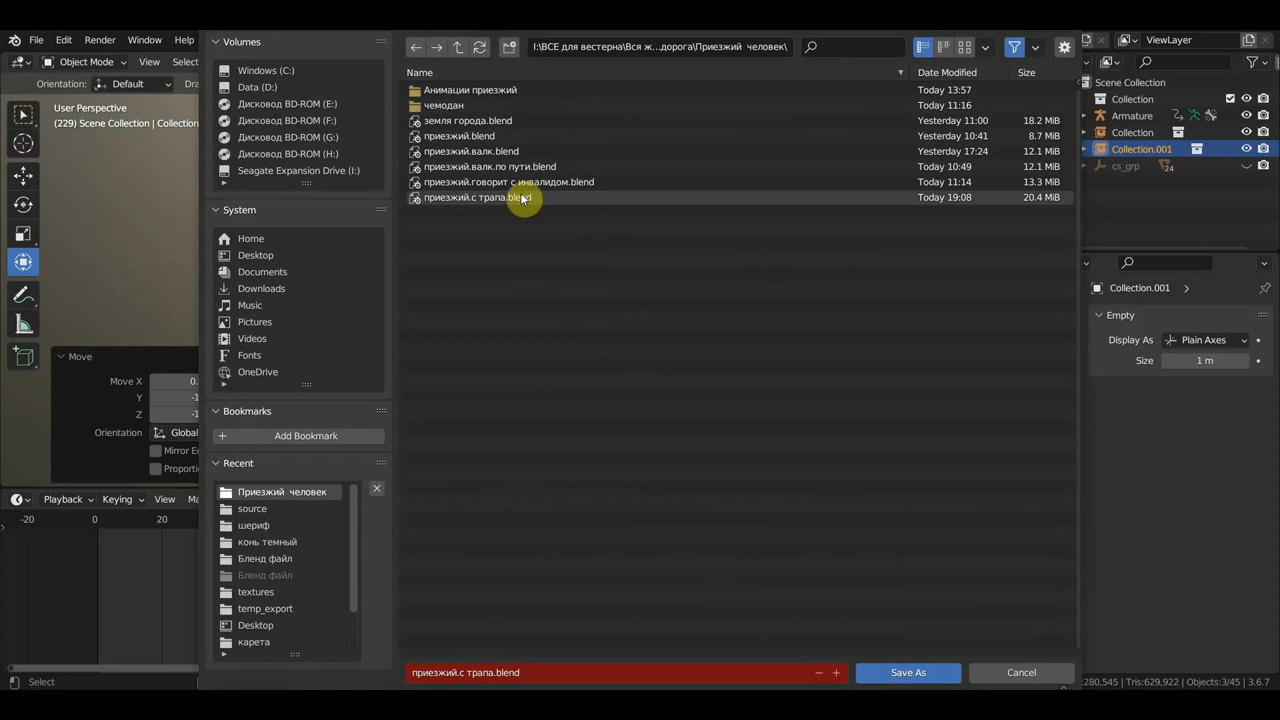 File Edit Render Window Help
ViewLayer
Object Mode View Select
Orientation: Default
User Perspective
(229) Scene Collection | Collection
Volumes
Windows (C:)
Data (D:)
Дисковод BD-ROM (E:)
Дисковод BD-ROM (F:)
Дисковод BD-ROM (G:)
Дисковод BD-ROM (H:)
Seagate Expansion Drive (I:)
System
Home
Desktop
Documents
Downloads
Music
Pictures
Videos
Fonts
OneDrive
Bookmarks
Add Bookmark
Recent
Приезжий человек
source
шериф
конь темный
Бленд файл
Бленд файл
textures
temp_export
Desktop
карета
I:\ВСЕ для вестерна\Вся ж...дорога\Приезжий человек\
Name Date Modified Size
Анимации приезжий Today 13:57
чемодан Today 11:16
земля города.blend Yesterday 11:00 18.2 MiB
приезжий.blend Yesterday 10:41 8.7 MiB
приезжий.валк.blend Yesterday 17:24 12.1 MiB
приезжий.валк.по пути.blend Today 10:49 12.1 MiB
приезжий.говорит с инвалидом.blend Today 11:14 13.3 MiB
приезжий.с трапа.blend Today 19:08 20.4 MiB
приезжий.с трапа.blend
Save As
Cancel
Move
Move X 0.
Y -1
Z -1
Orientation Global
Mirror E
Proporti
Playback Keying View
-20 0 20
Select
Scene Collection
Collection
Armature
Collection
Collection.001
cs_grp 24
Collection.001
Empty
Display As Plain Axes
Size 1 m
:280,545 | Tris:629,922 | Objects:3/45 | 3.6.7